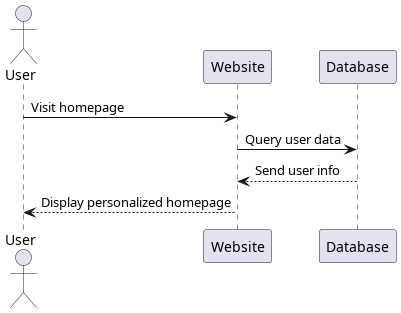 User
Website
Database
Visit homepage
Query user data
Send user info
Display personalized homepage
User
Website
Database